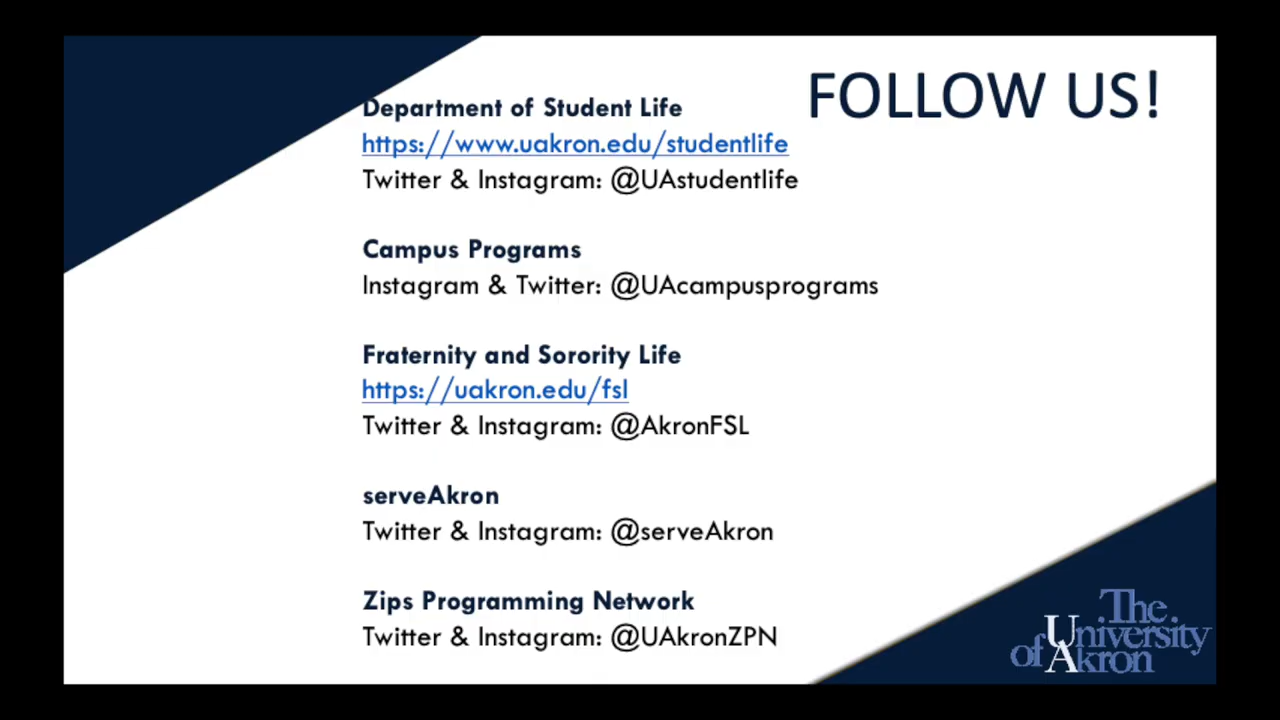 FOLLOW US!
Department of Student Life
https://www.uakron.edu/studentlife
Twitter & Instagram: @UAstudentlife
Campus Programs
Instagram & Twitter: @UAcampusprograms
Fraternity and Sorority Life
https://uakron.edu/fsl
Twitter & Instagram: @AkronFSL
serveAkron
Twitter & Instagram: @serveAkron
Zips Programming Network
Twitter & Instagram: @UAkronZPN
The
University
of Akron